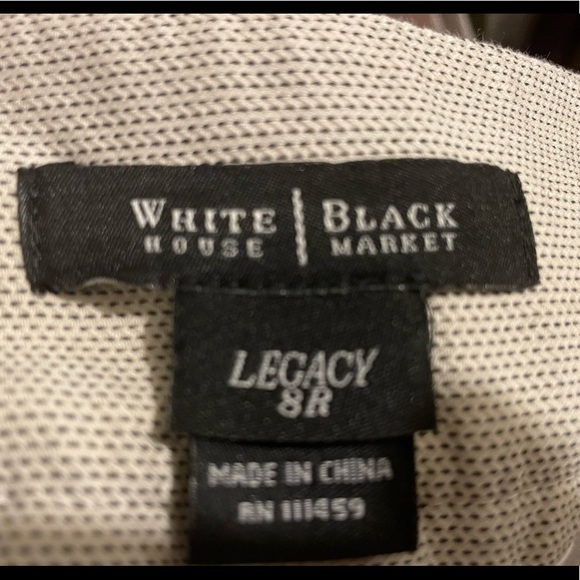 WHITE | BLACK
HOUSE | MARKET
LEGACY
8R
MADE IN CHINA
RN 111459